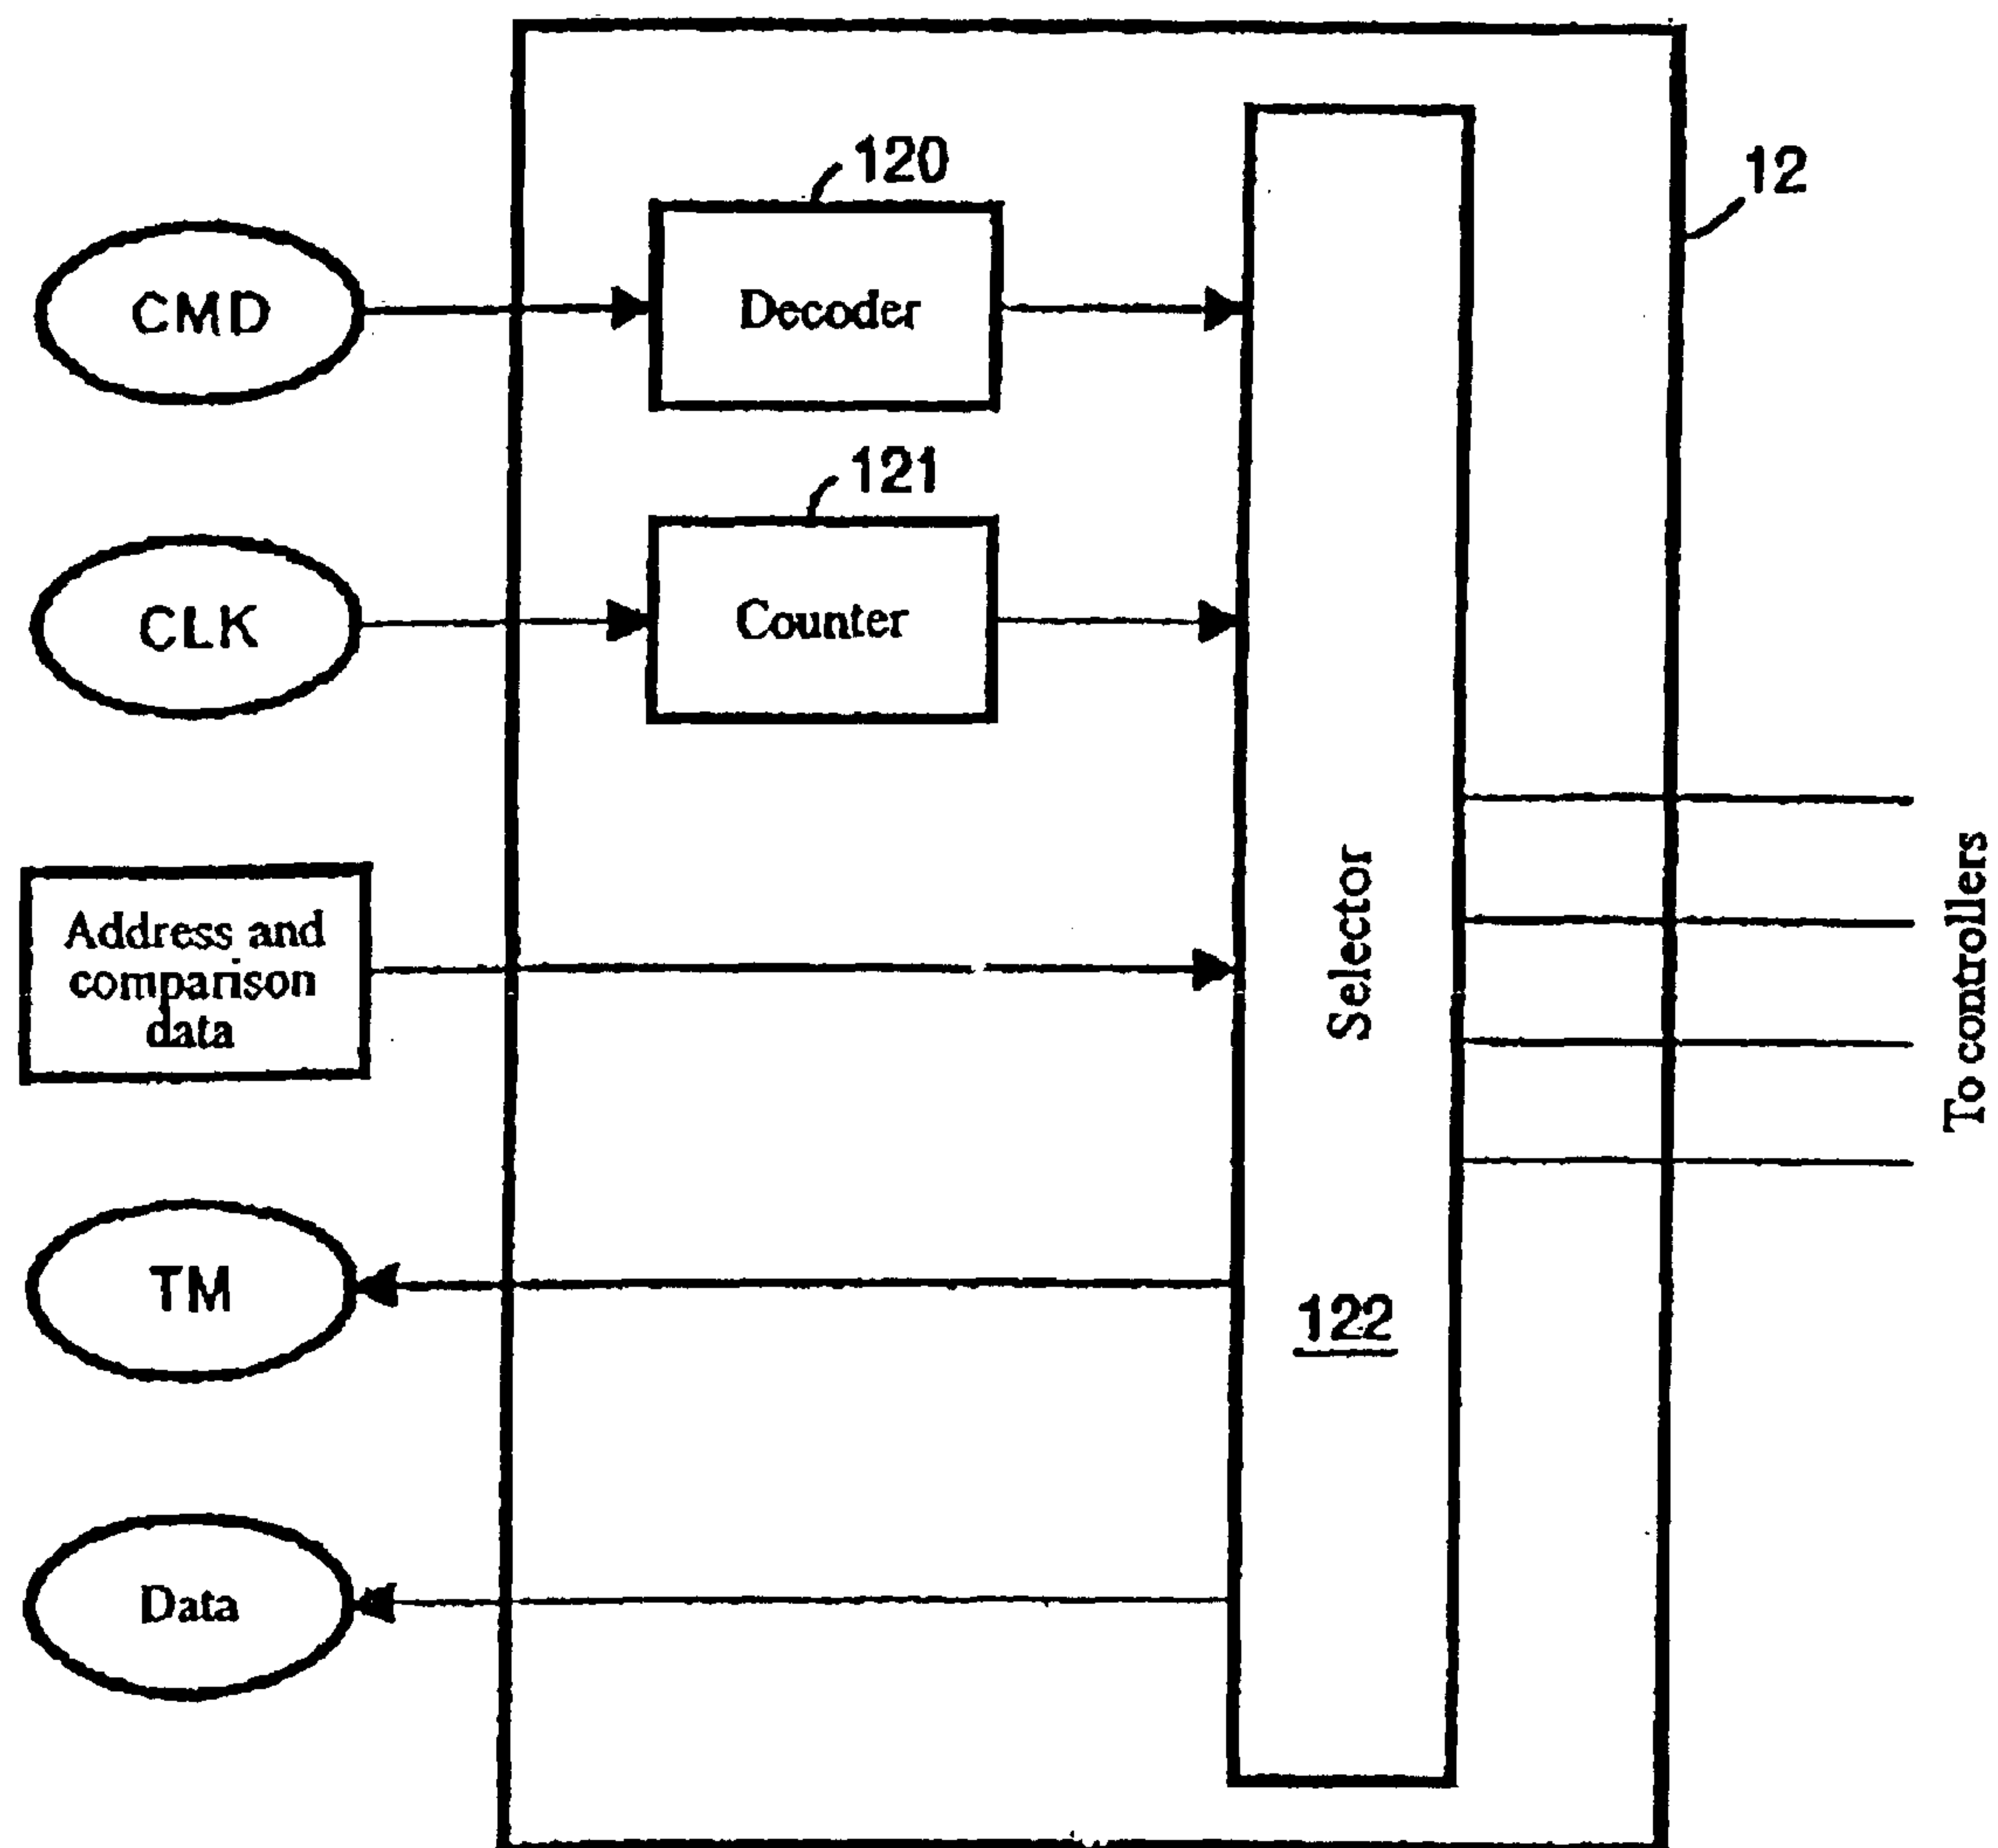 120
12
CMD
Decoder
121
CLK
Counter
Address and
comparison
data
Selector
To controllers
TM
122
Data